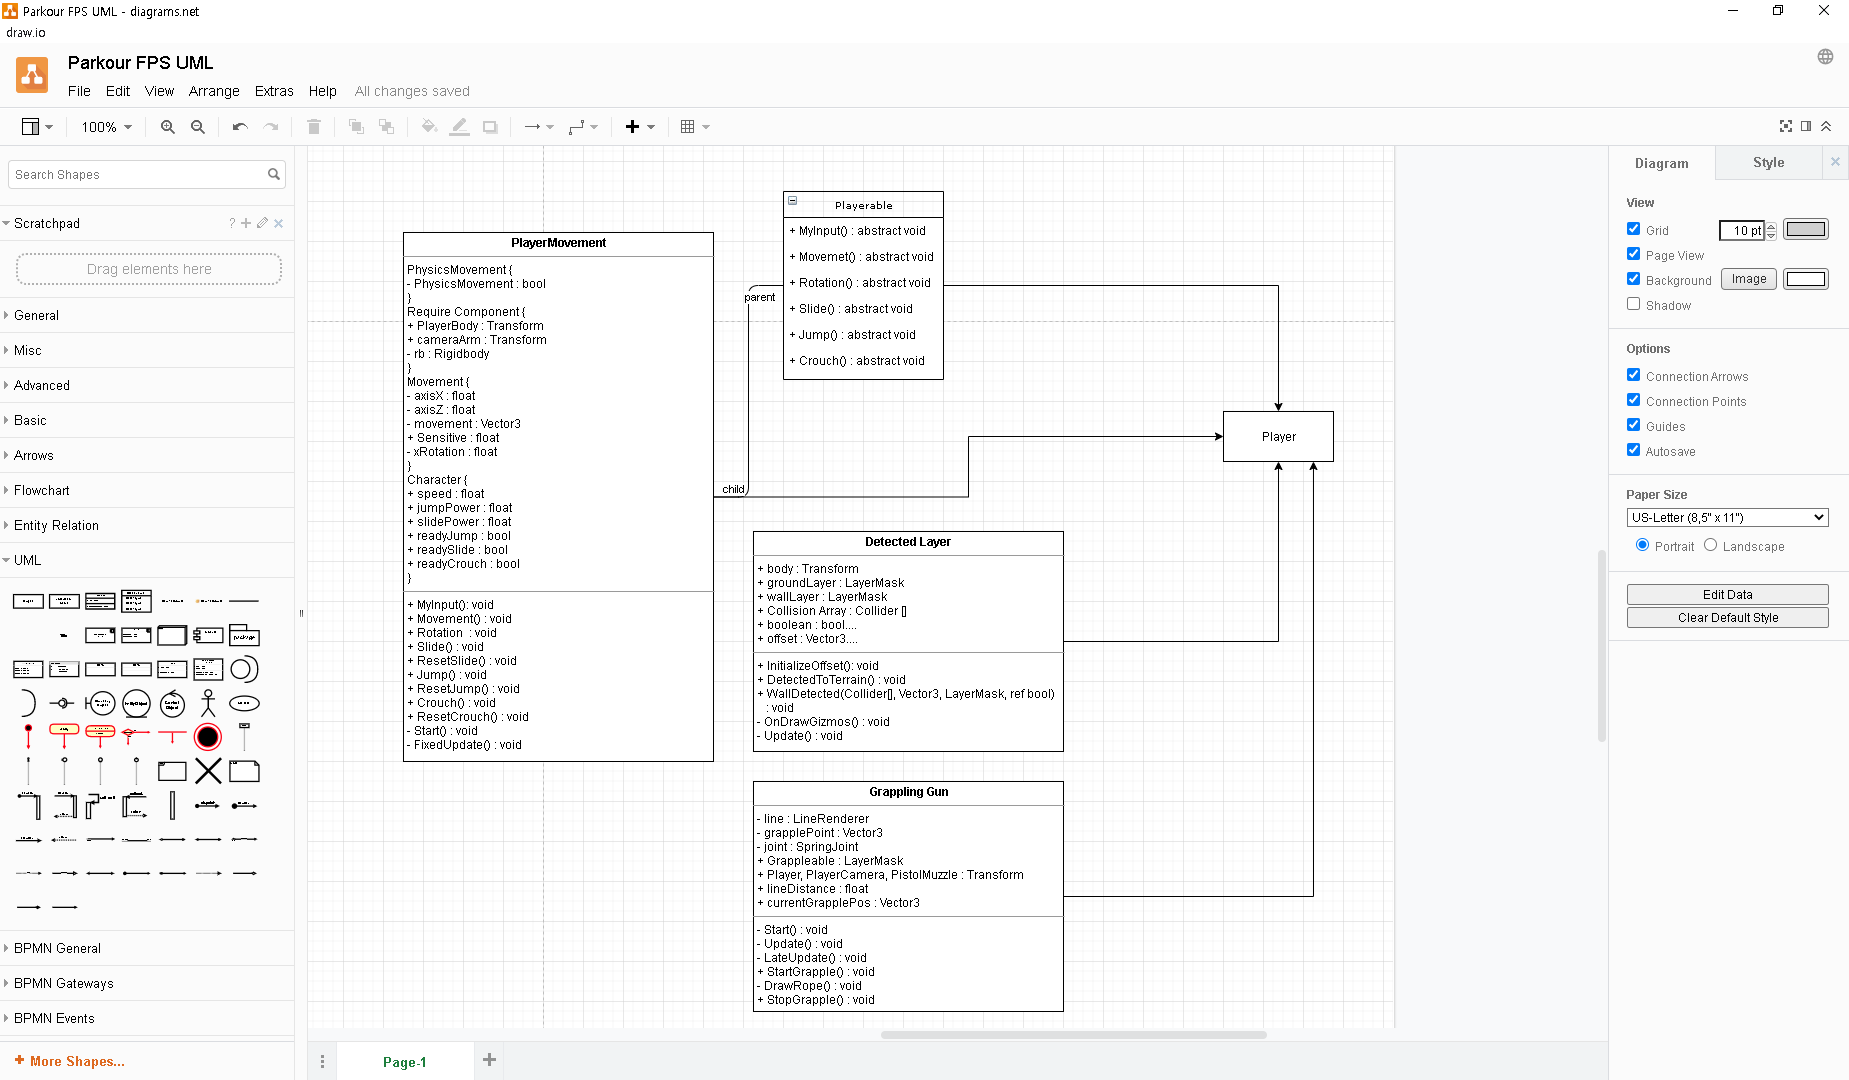 Parkour FPS UML - diagrams.net
draw.io
Parkour FPS UML
File Edit View Arrange Extras Help All changes saved
100%
Search Shapes
Scratchpad
?
Drag elements here
General
Misc
Advanced
Basic
Arrows
Flowchart
Entity Relation
UML
package
BPMN General
BPMN Gateways
BPMN Events
+ More Shapes...
PlayerMovement
PhysicsMovement {
- PhysicsMovement : bool
}
Require Component {
+ PlayerBody : Transform
+ cameraArm : Transform
- rb : Rigidbody
}
Movement {
- axisX : float
- axisZ : float
- movement : Vector3
+ Sensitive : float
- xRotation : float
}
Character {
+ speed : float
+ jumpPower : float
+ slidePower : float
+ readyJump : bool
+ readySlide : bool
+ readyCrouch : bool
}
+ MyInput(): void
+ Movement() : void
+ Rotation  : void
+ Slide() : void
+ ResetSlide() : void
+ Jump() : void
+ ResetJump() : void
+ Crouch() : void
+ ResetCrouch() : void
- Start() : void
- FixedUpdate() : void
Playerable
+ MyInput() : abstract void
+ Movemet() : abstract void
+ Rotation() : abstract void
+ Slide() : abstract void
+ Jump() : abstract void
+ Crouch() : abstract void
parent
child
Player
Detected Layer
+ body : Transform
+ groundLayer : LayerMask
+ wallLayer : LayerMask
+ Collision Array : Collider []
+ boolean : bool....
+ offset : Vector3....
+ InitializeOffset(): void
+ DetectedToTerrain() : void
+ WallDetected(Collider[], Vector3, LayerMask, ref bool)
: void
- OnDrawGizmos() : void
- Update() : void
Grappling Gun
- line : LineRenderer
- grapplePoint : Vector3
- joint : SpringJoint
+ Grappleable : LayerMask
+ Player, PlayerCamera, PistolMuzzle : Transform
+ lineDistance : float
+ currentGrapplePos : Vector3
- Start() : void
- Update() : void
- LateUpdate() : void
+ StartGrapple() : void
- DrawRope() : void
+ StopGrapple() : void
Page-1
Diagram Style
View
Grid 10 pt
Page View
Background Image
Shadow
Options
Connection Arrows
Connection Points
Guides
Autosave
Paper Size
US-Letter (8,5" x 11")
Portrait Landscape
Edit Data
Clear Default Style